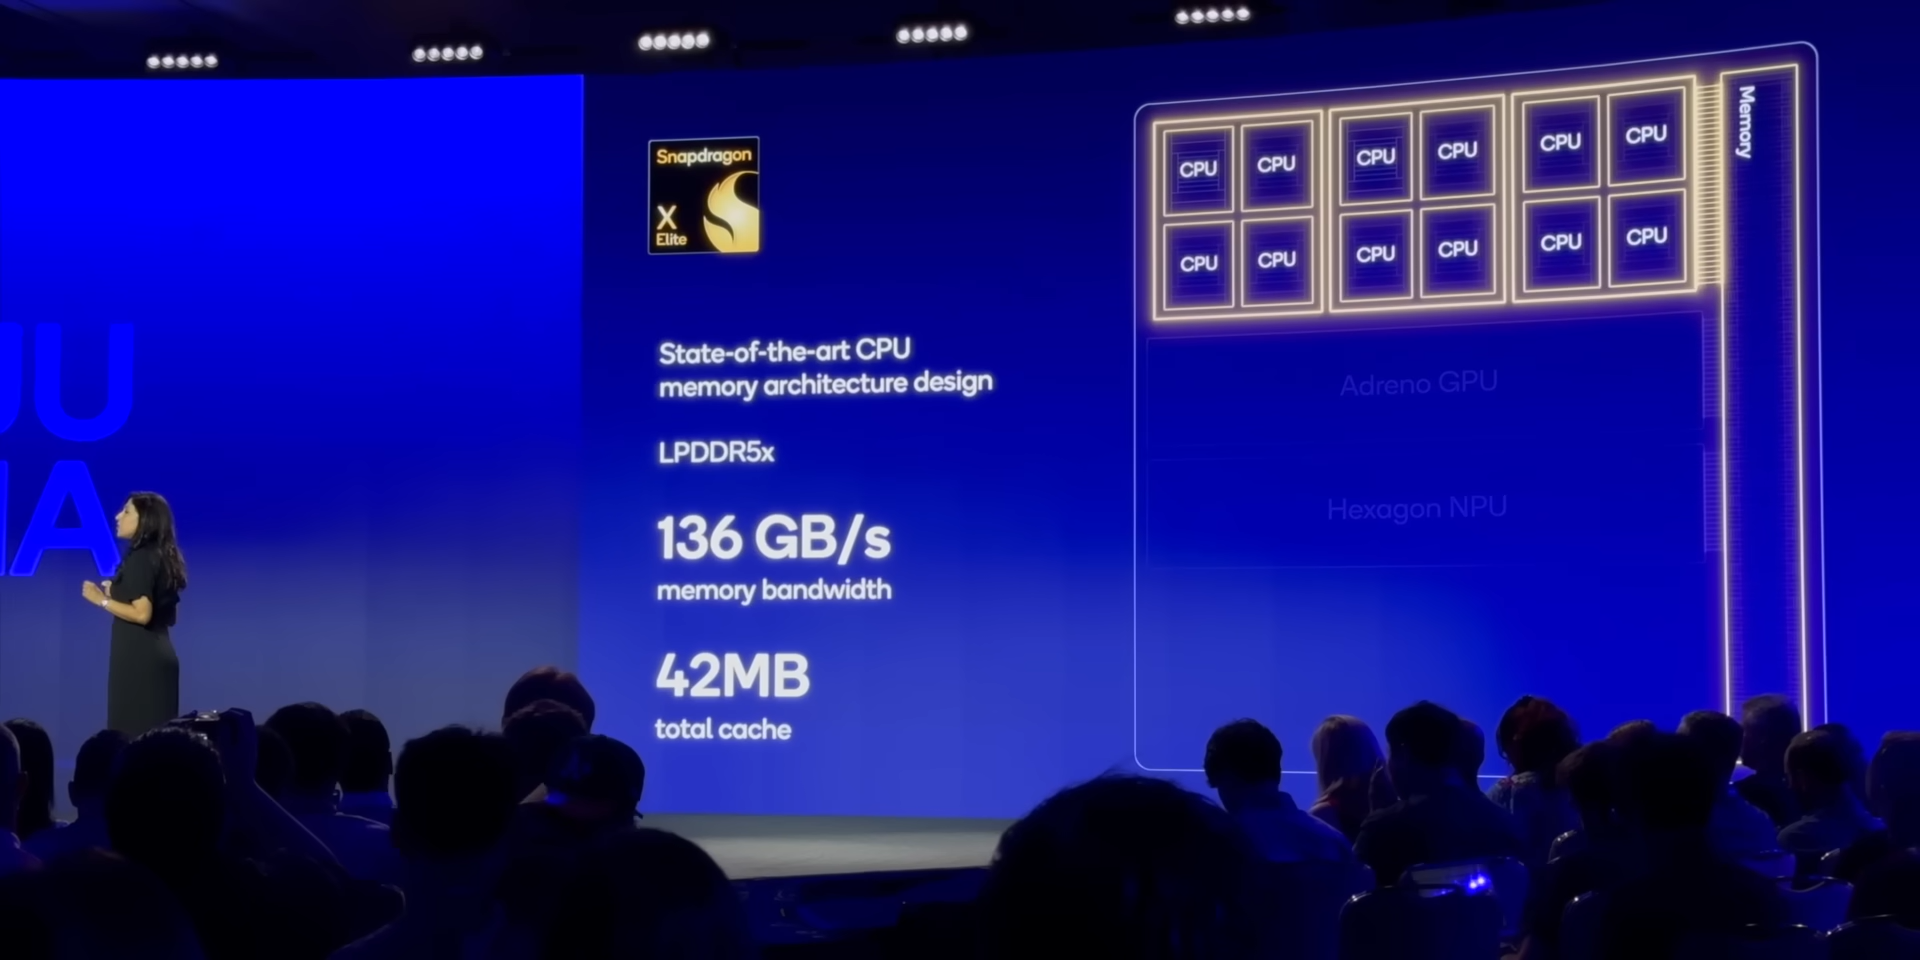 Snapdragon
X
Elite
State-of-the-art CPU
memory architecture design
LPDDR5x
136 GB/s
memory bandwidth
42MB
total cache
CPU CPU CPU CPU CPU CPU
CPU CPU CPU CPU CPU CPU
Memory
Adreno GPU
Hexagon NPU